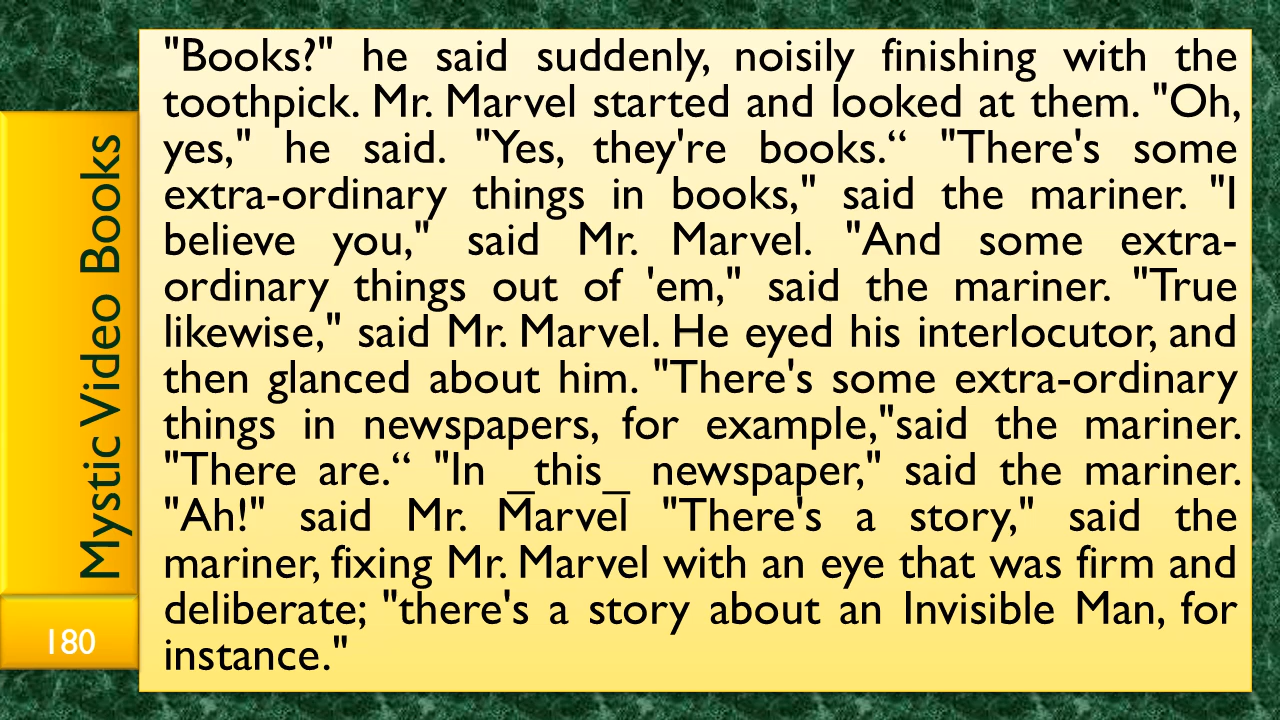 Mystic Video Books
180
"Books?" he said suddenly, noisily finishing with the
toothpick. Mr. Marvel started and looked at them. "Oh,
yes," he said. "Yes, they're books.“ "There's some
extra-ordinary things in books," said the mariner. "I
believe you," said Mr. Marvel. "And some extra-
ordinary things out of 'em," said the mariner. "True
likewise," said Mr. Marvel. He eyed his interlocutor, and
then glanced about him. "There's some extra-ordinary
things in newspapers, for example,"said the mariner.
"There are.“ "In _this_ newspaper," said the mariner.
"Ah!" said Mr. Marvel "There's a story," said the
mariner, fixing Mr. Marvel with an eye that was firm and
deliberate; "there's a story about an Invisible Man, for
instance."